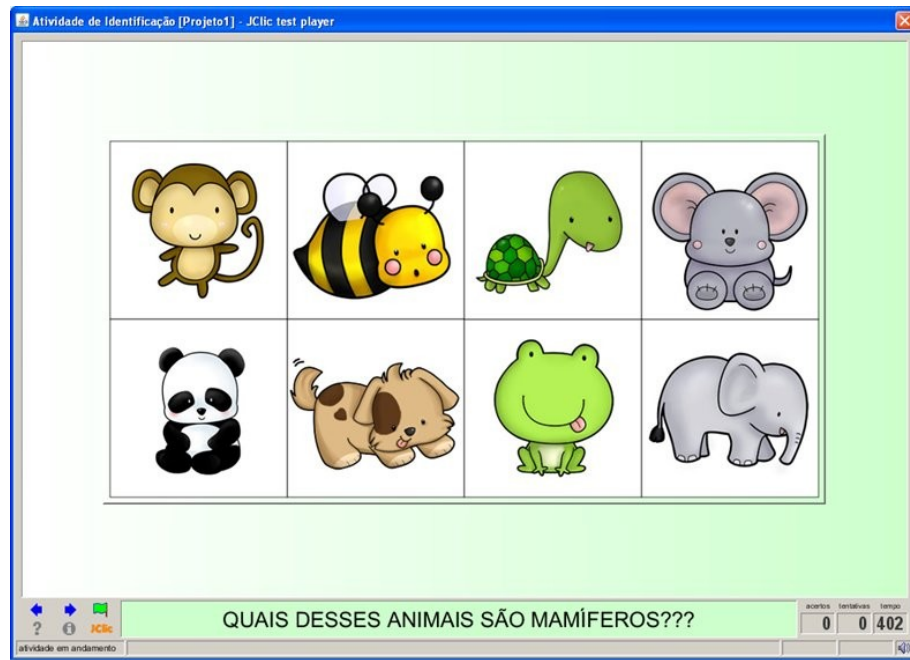 Atividade de Identificação [Projeto1] - JClic test player
QUAIS DESSES ANIMAIS SÃO MAMÍFEROS???
acertos tentativas tempo
0 0 402
? i JClic
atividade em andamento